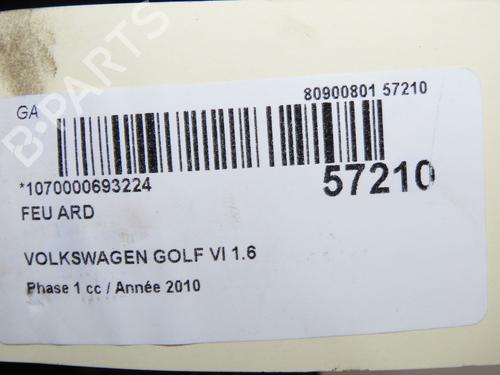 GA
80900801 57210
*1070000693224
57210
FEU ARD
VOLKSWAGEN GOLF VI 1.6
Phase 1 cc / Année 2010
B-PARTS